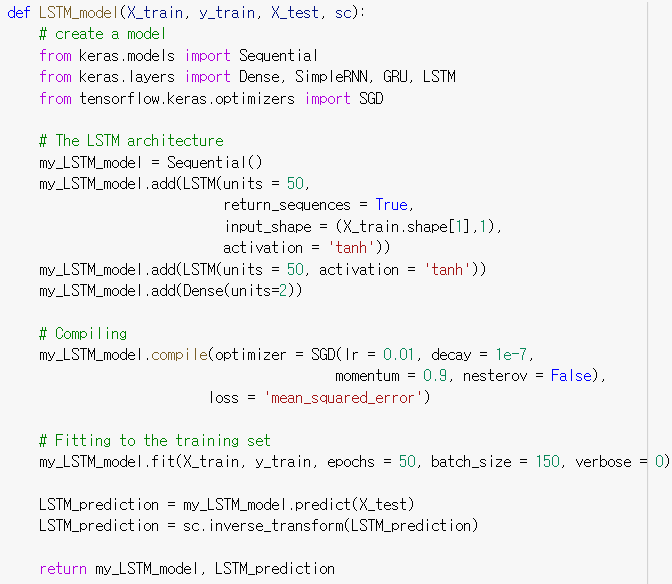 def LSTM_model(X_train, y_train, X_test, sc):
    # create a model
    from keras.models import Sequential
    from keras.layers import Dense, SimpleRNN, GRU, LSTM
    from tensorflow.keras.optimizers import SGD

    # The LSTM architecture
    my_LSTM_model = Sequential()
    my_LSTM_model.add(LSTM(units = 50,
                           return_sequences = True,
                           input_shape = (X_train.shape[1],1),
                           activation = 'tanh'))
    my_LSTM_model.add(LSTM(units = 50, activation = 'tanh'))
    my_LSTM_model.add(Dense(units=2))

    # Compiling
    my_LSTM_model.compile(optimizer = SGD(lr = 0.01, decay = 1e-7,
                                         momentum = 0.9, nesterov = False),
                         loss = 'mean_squared_error')

    # Fitting to the training set
    my_LSTM_model.fit(X_train, y_train, epochs = 50, batch_size = 150, verbose = 0)

    LSTM_prediction = my_LSTM_model.predict(X_test)
    LSTM_prediction = sc.inverse_transform(LSTM_prediction)

    return my_LSTM_model, LSTM_prediction